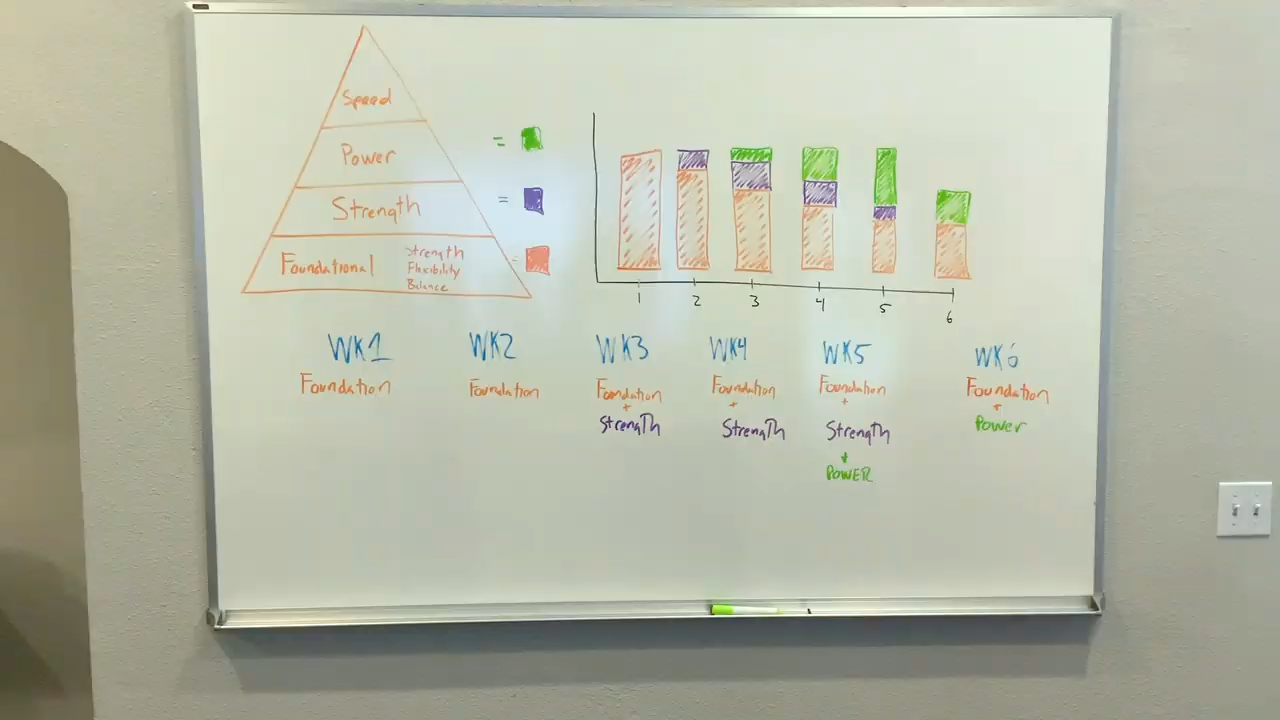 Speed
Power
Strength
Foundational
Strength
Flexibility
Balance
=
=
=
1 2 3 4 5 6
WK1 WK2 WK3 WK4 WK5 WK6
Foundation Foundation Foundation Foundation Foundation Foundation
+ + + +
Strength Strength Strength Power
+
POWER